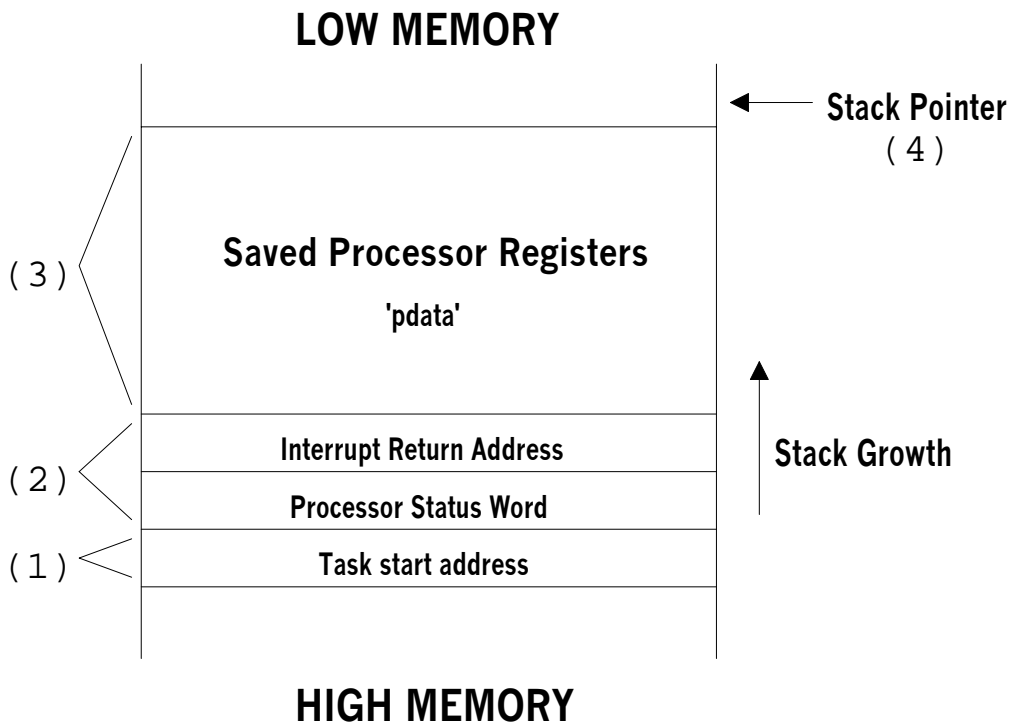 LOW MEMORY
Stack Pointer
(4)
Saved Processor Registers
(3)
'pdata'
Interrupt Return Address
Stack Growth
(2)
Processor Status Word
(1)
Task start address
HIGH MEMORY